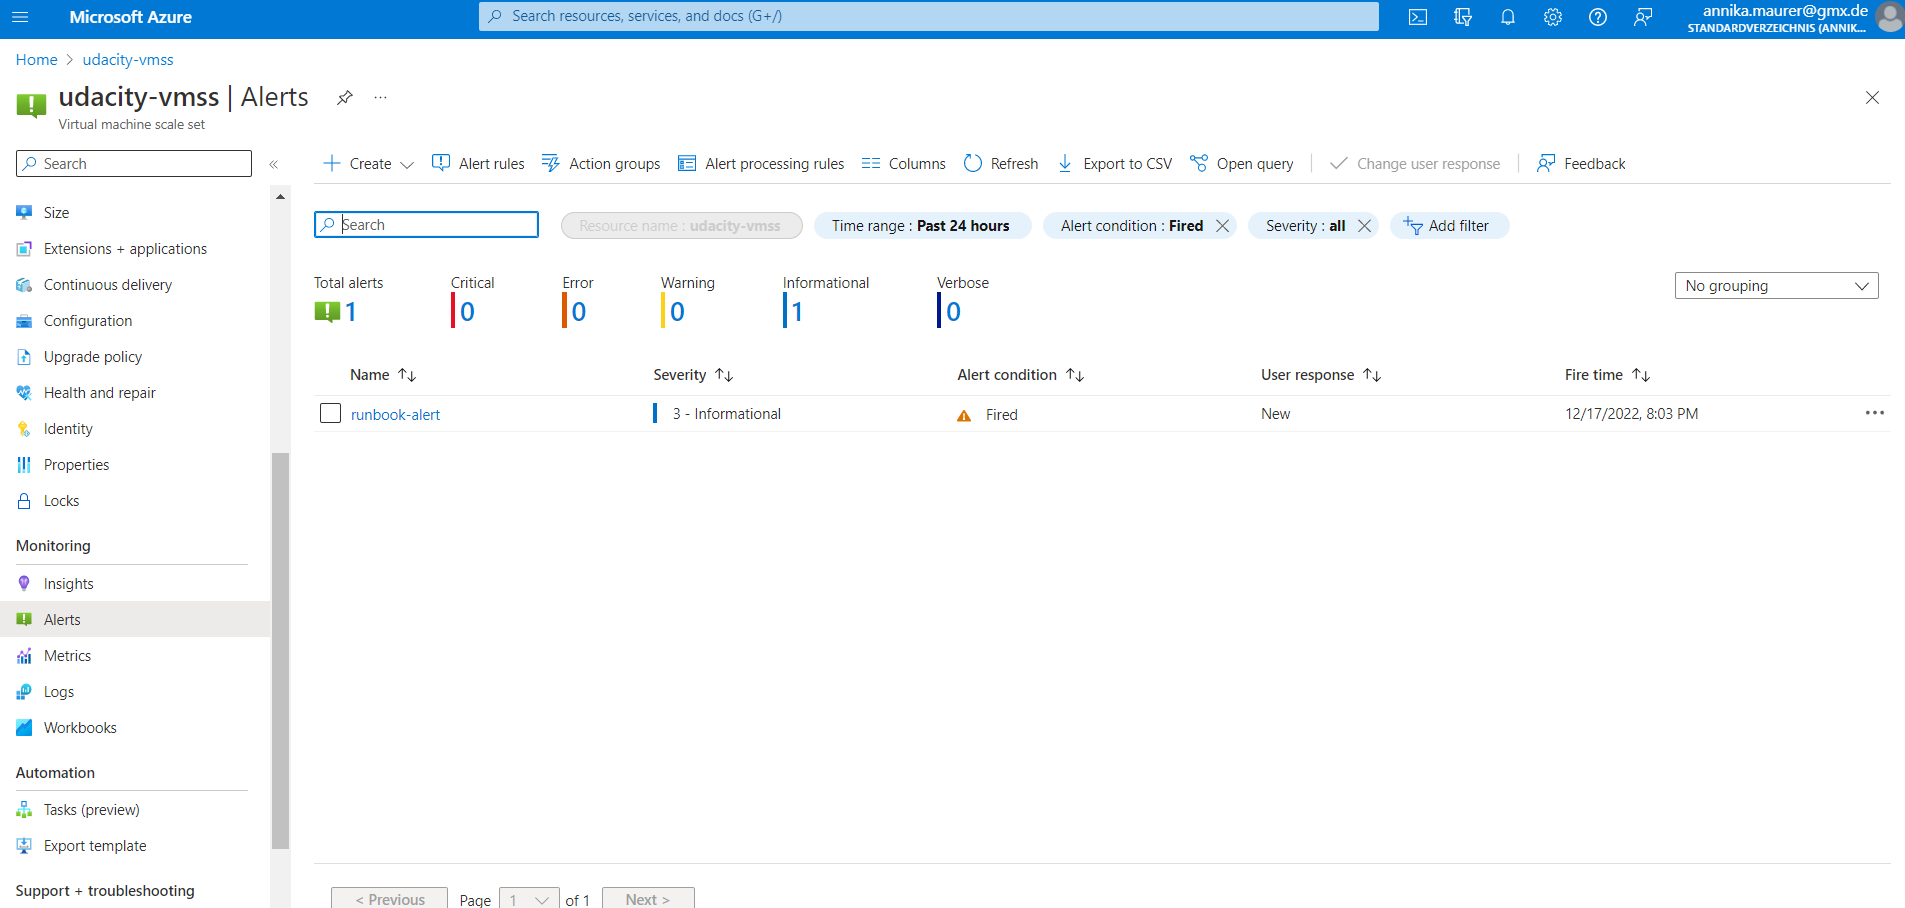 Microsoft Azure
Search resources, services, and docs (G+/)
annika.maurer@gmx.de
STANDARDVERZEICHNIS (ANNIK...
Home > udacity-vmss
udacity-vmss | Alerts
...
Virtual machine scale set
Search
«
Size
Extensions + applications
Continuous delivery
Configuration
Upgrade policy
Health and repair
Identity
Properties
Locks
Monitoring
Insights
Alerts
Metrics
Logs
Workbooks
Automation
Tasks (preview)
Export template
Support + troubleshooting
Create Alert rules Action groups Alert processing rules Columns Refresh Export to CSV Open query Change user response Feedback
Search Resource name : udacity-vmss Time range : Past 24 hours Alert condition : Fired Severity : all Add filter
Total alerts Critical Error Warning Informational Verbose
1 0 0 0 1 0
No grouping
Name Severity Alert condition User response Fire time
runbook-alert 3 - Informational Fired New 12/17/2022, 8:03 PM
< Previous Page 1 of 1 Next >